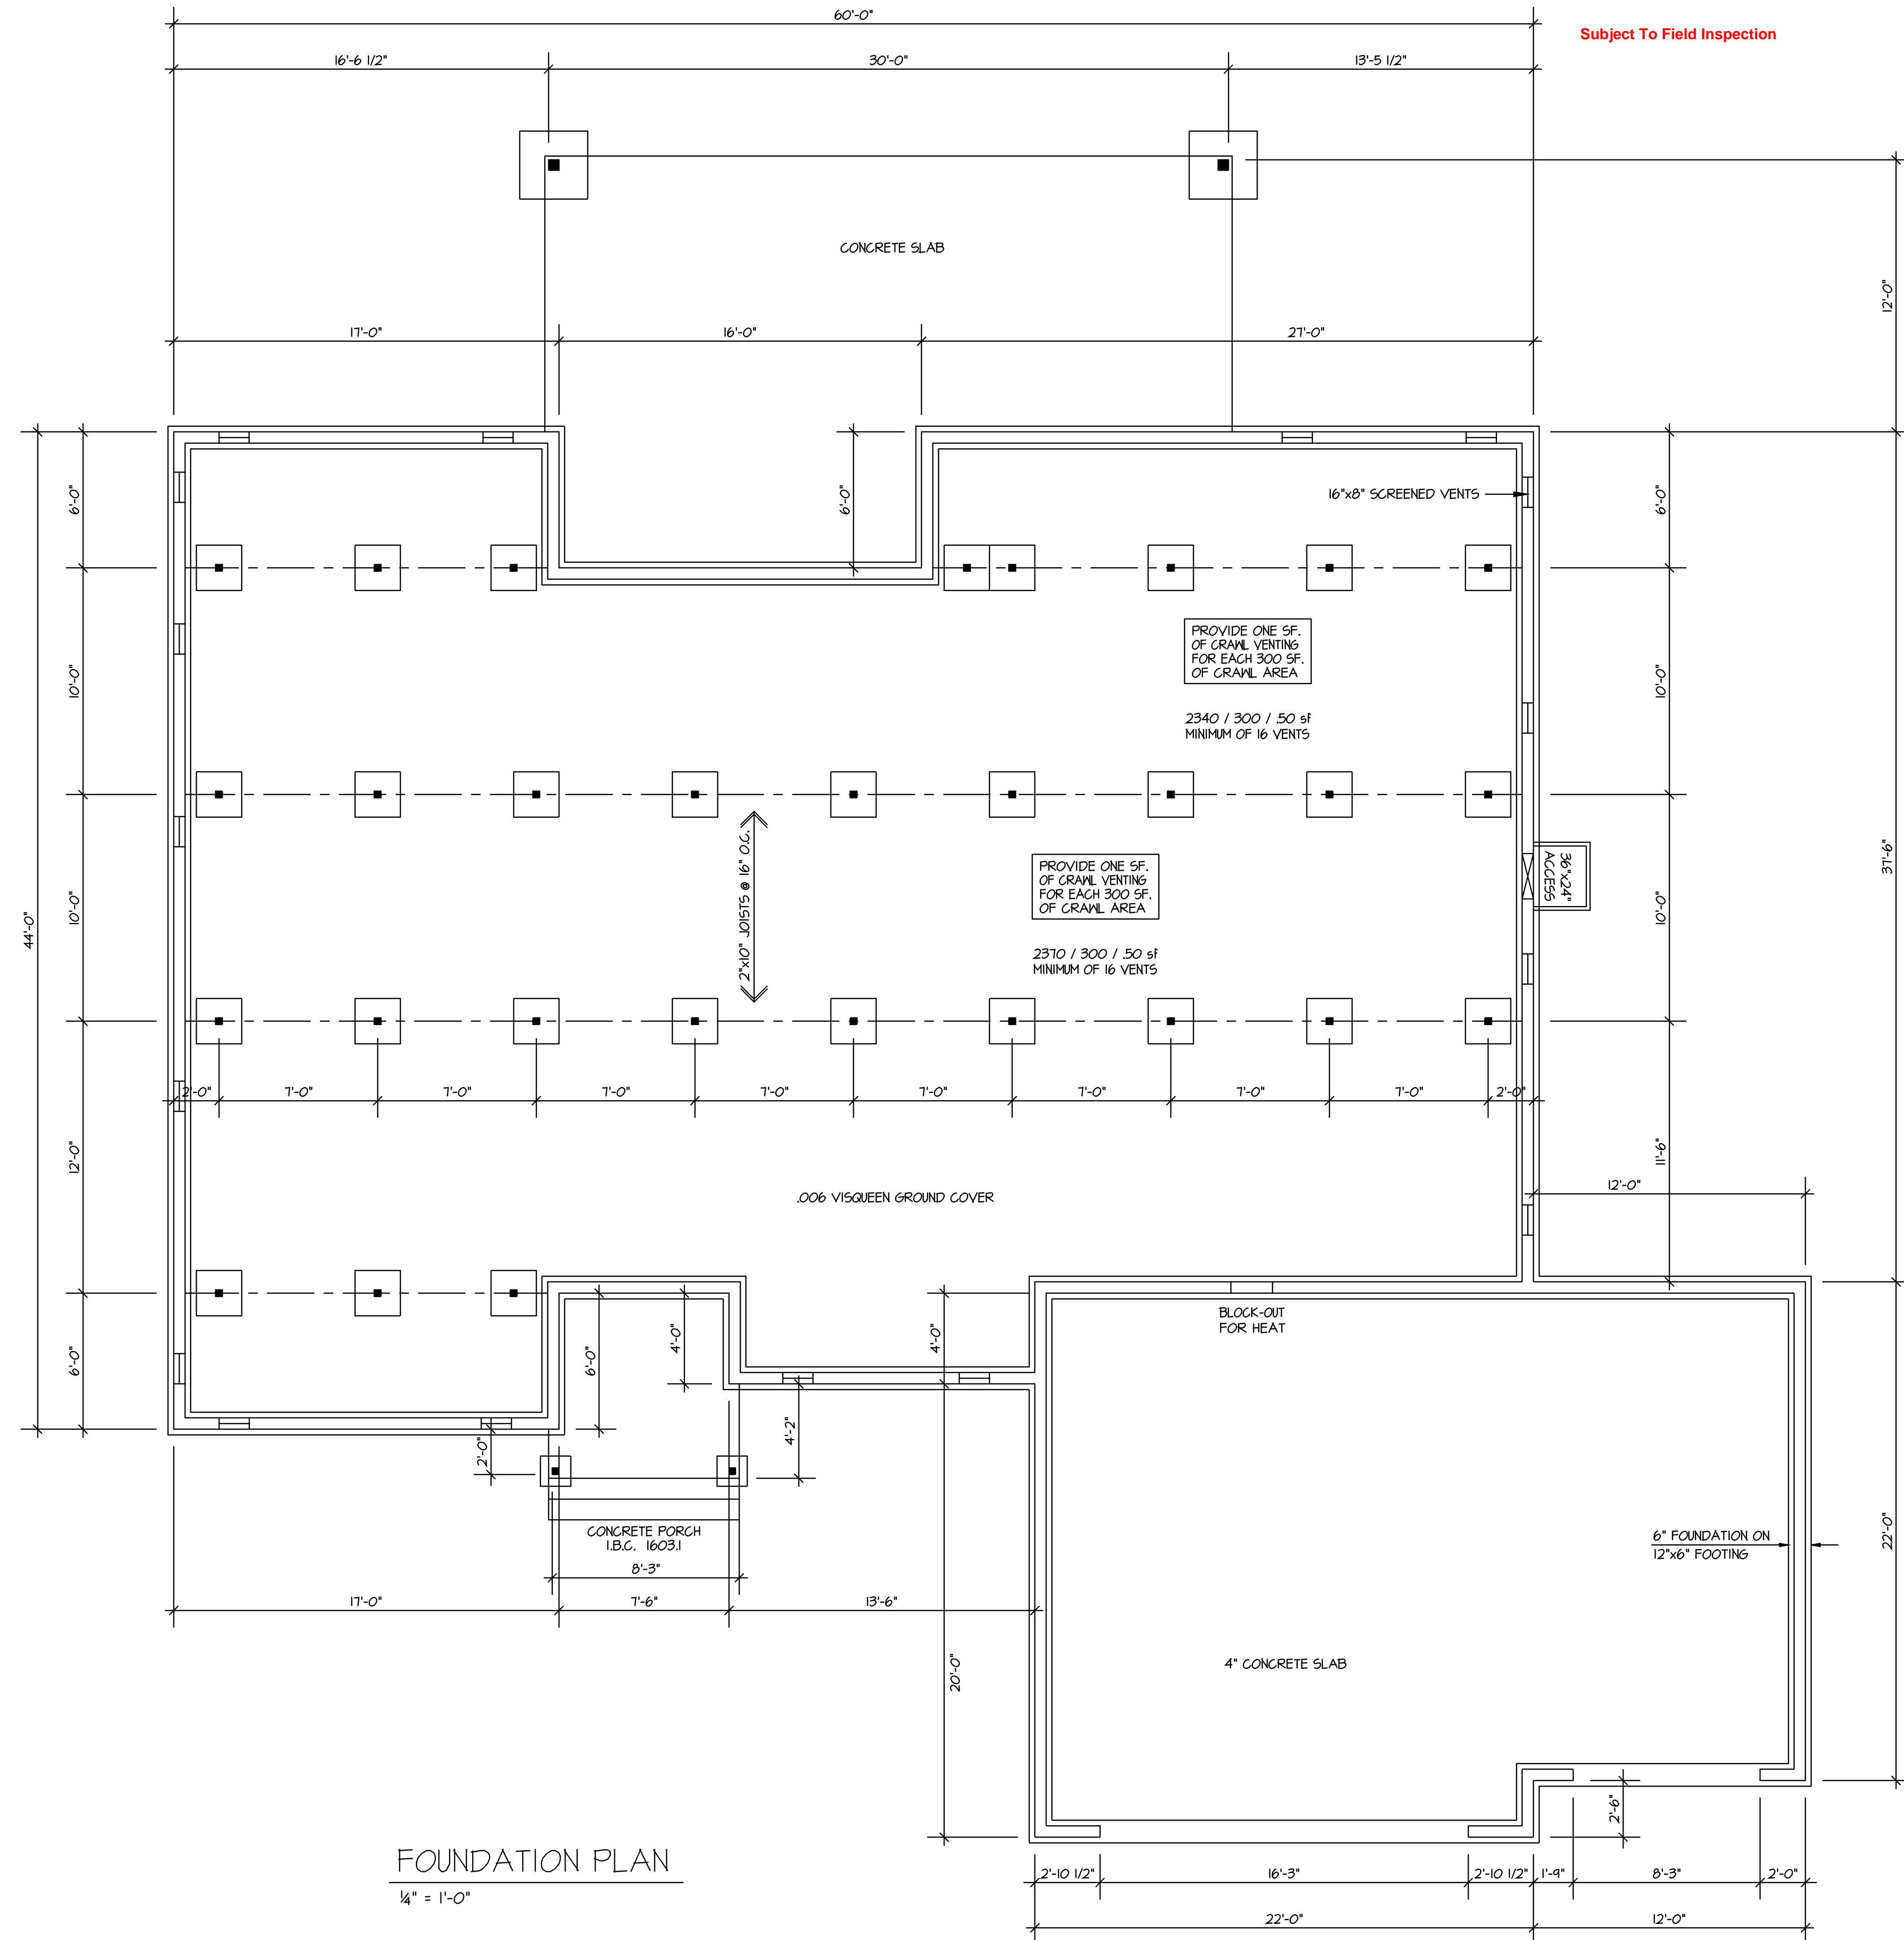 60'-0"
Subject To Field Inspection
16'-6 1/2"
30'-0"
13'-5 1/2"
CONCRETE SLAB
12'-0"
17'-0"
16'-0"
27'-0"
6'-0"
6'-0"
16"x8" SCREENED VENTS
6'-0"
PROVIDE ONE SF.
OF CRAWL VENTING
FOR EACH 300 SF.
OF CRAWL AREA
10'-0"
10'-0"
2340 / 300 / .50 sf
MINIMUM OF 16 VENTS
2"x10" JOISTS @ 16" O.C.
PROVIDE ONE SF.
OF CRAWL VENTING
FOR EACH 300 SF.
OF CRAWL AREA
36"x24"
ACCESS
37'-6"
44'-0"
10'-0"
10'-0"
2370 / 300 / .50 sf
MINIMUM OF 16 VENTS
2'-0"
7'-0"
7'-0"
7'-0"
7'-0"
7'-0"
7'-0"
7'-0"
7'-0"
2'-0"
12'-0"
11'-6"
12'-0"
.006 VISQUEEN GROUND COVER
BLOCK-OUT
FOR HEAT
6'-0"
6'-0"
4'-0"
4'-0"
4'-2"
2'-0"
CONCRETE PORCH
I.B.C. 1603.1
8'-3"
6" FOUNDATION ON
12"x6" FOOTING
22'-0"
17'-0"
7'-6"
13'-6"
20'-0"
4" CONCRETE SLAB
2'-6"
FOUNDATION PLAN
1/4" = 1'-0"
2'-10 1/2"
16'-3"
2'-10 1/2"
1'-9"
8'-3"
2'-0"
22'-0"
12'-0"